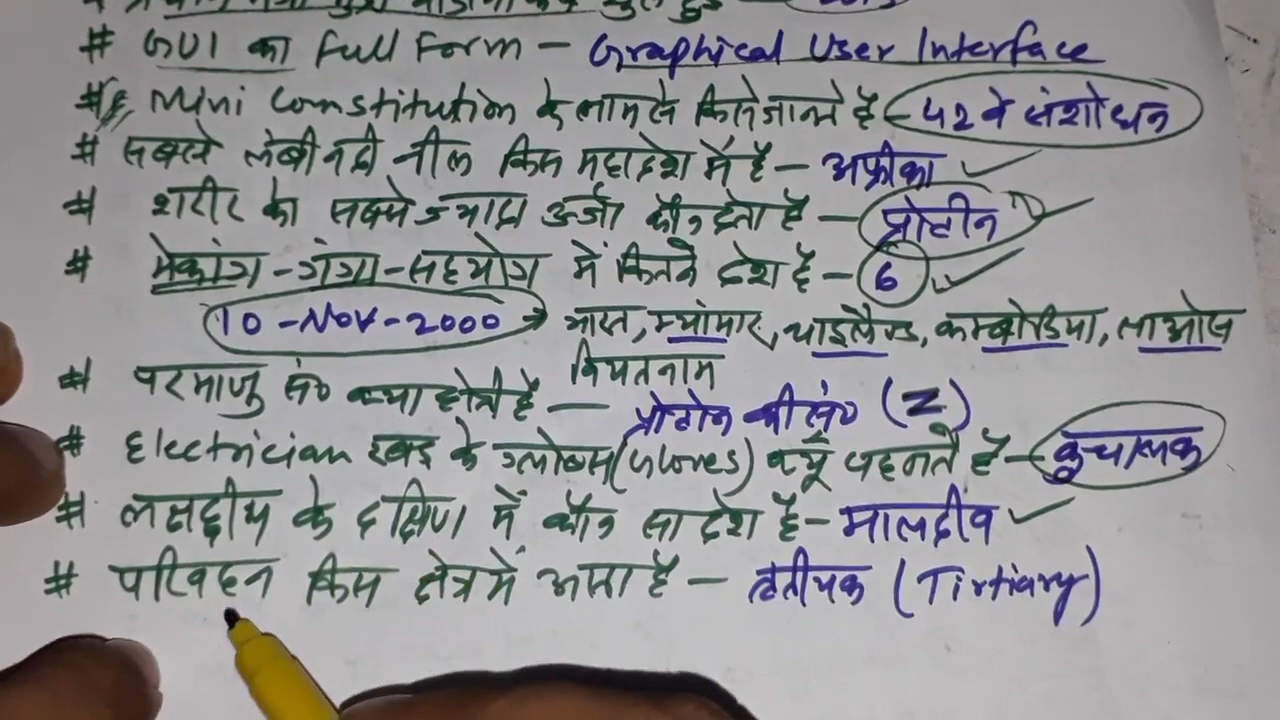 # GUI का Full Form – Graphical User Interface
# Mini Constitution के नाम से किसे जानते है – 42 वे संशोधन
# सबसे लंबी नदी नील किस महादेश में है – अफ्रीका
# शरीर का सबसे ज्यादा ऊर्जा कौन देता है – प्रोटीन
# मेकांग-गंगा-सहयोग में कितने देश है – 6
10-Nov-2000 → भारत, म्यांमार, थाईलैण्ड, कम्बोडिया, लाओस
वियतनाम
# परमाणु सं० क्या होती है – प्रोटोन की सं० (Z)
# Electrician रबड़ के ग्लोब्स (Gloves) क्यूँ पहनते है – कुचालक
# लक्षद्वीप के दक्षिण में कौन सा देश है – मालदीव
# परिवहन किस क्षेत्र में आता है – तृतीयक (Tirtiary)